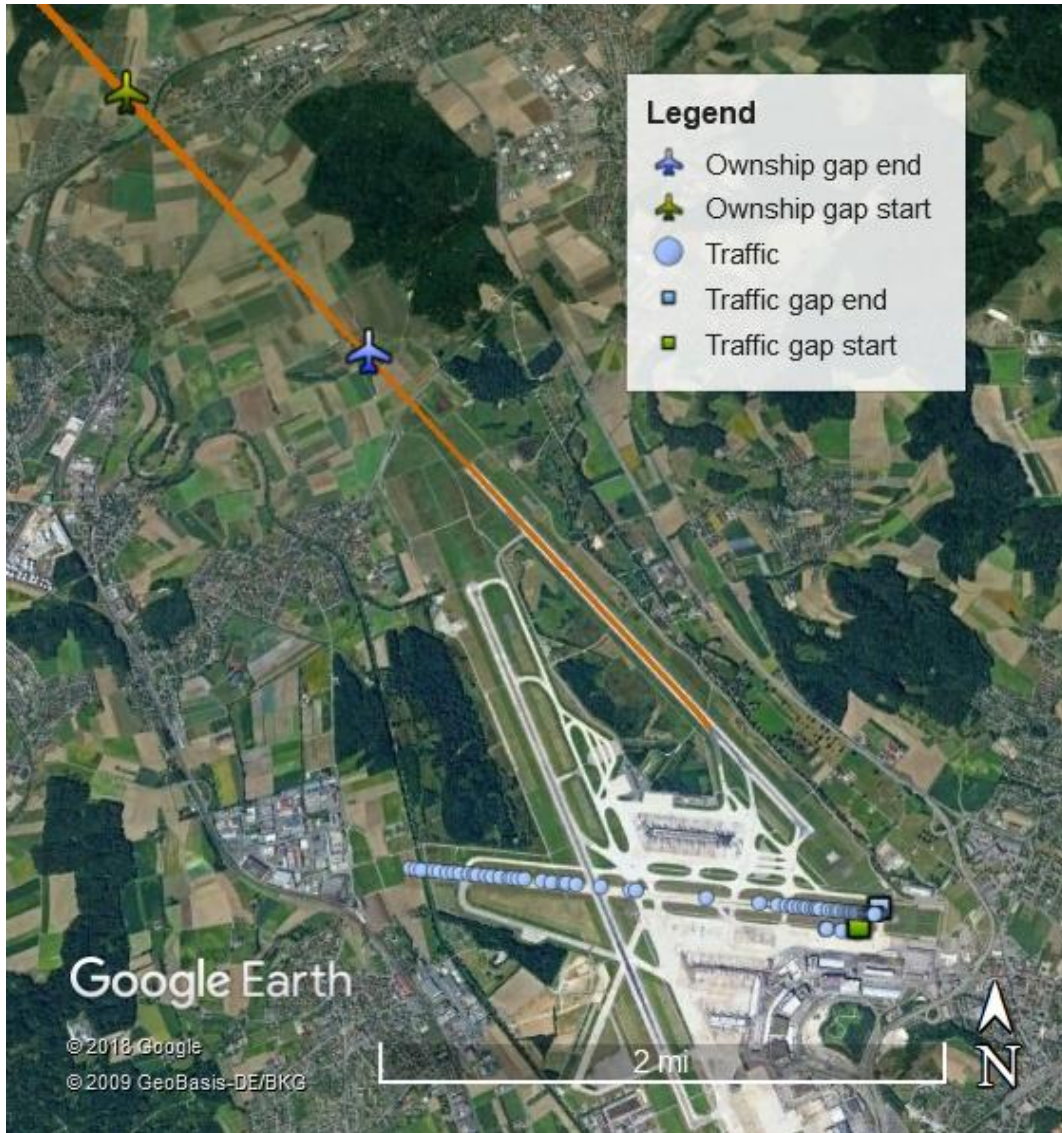 Legend
Ownship gap end
Ownship gap start
Traffic
Traffic gap end
Traffic gap start
Google Earth
© 2018 Google
© 2009 GeoBasis-DE/BKG
2 mi
N